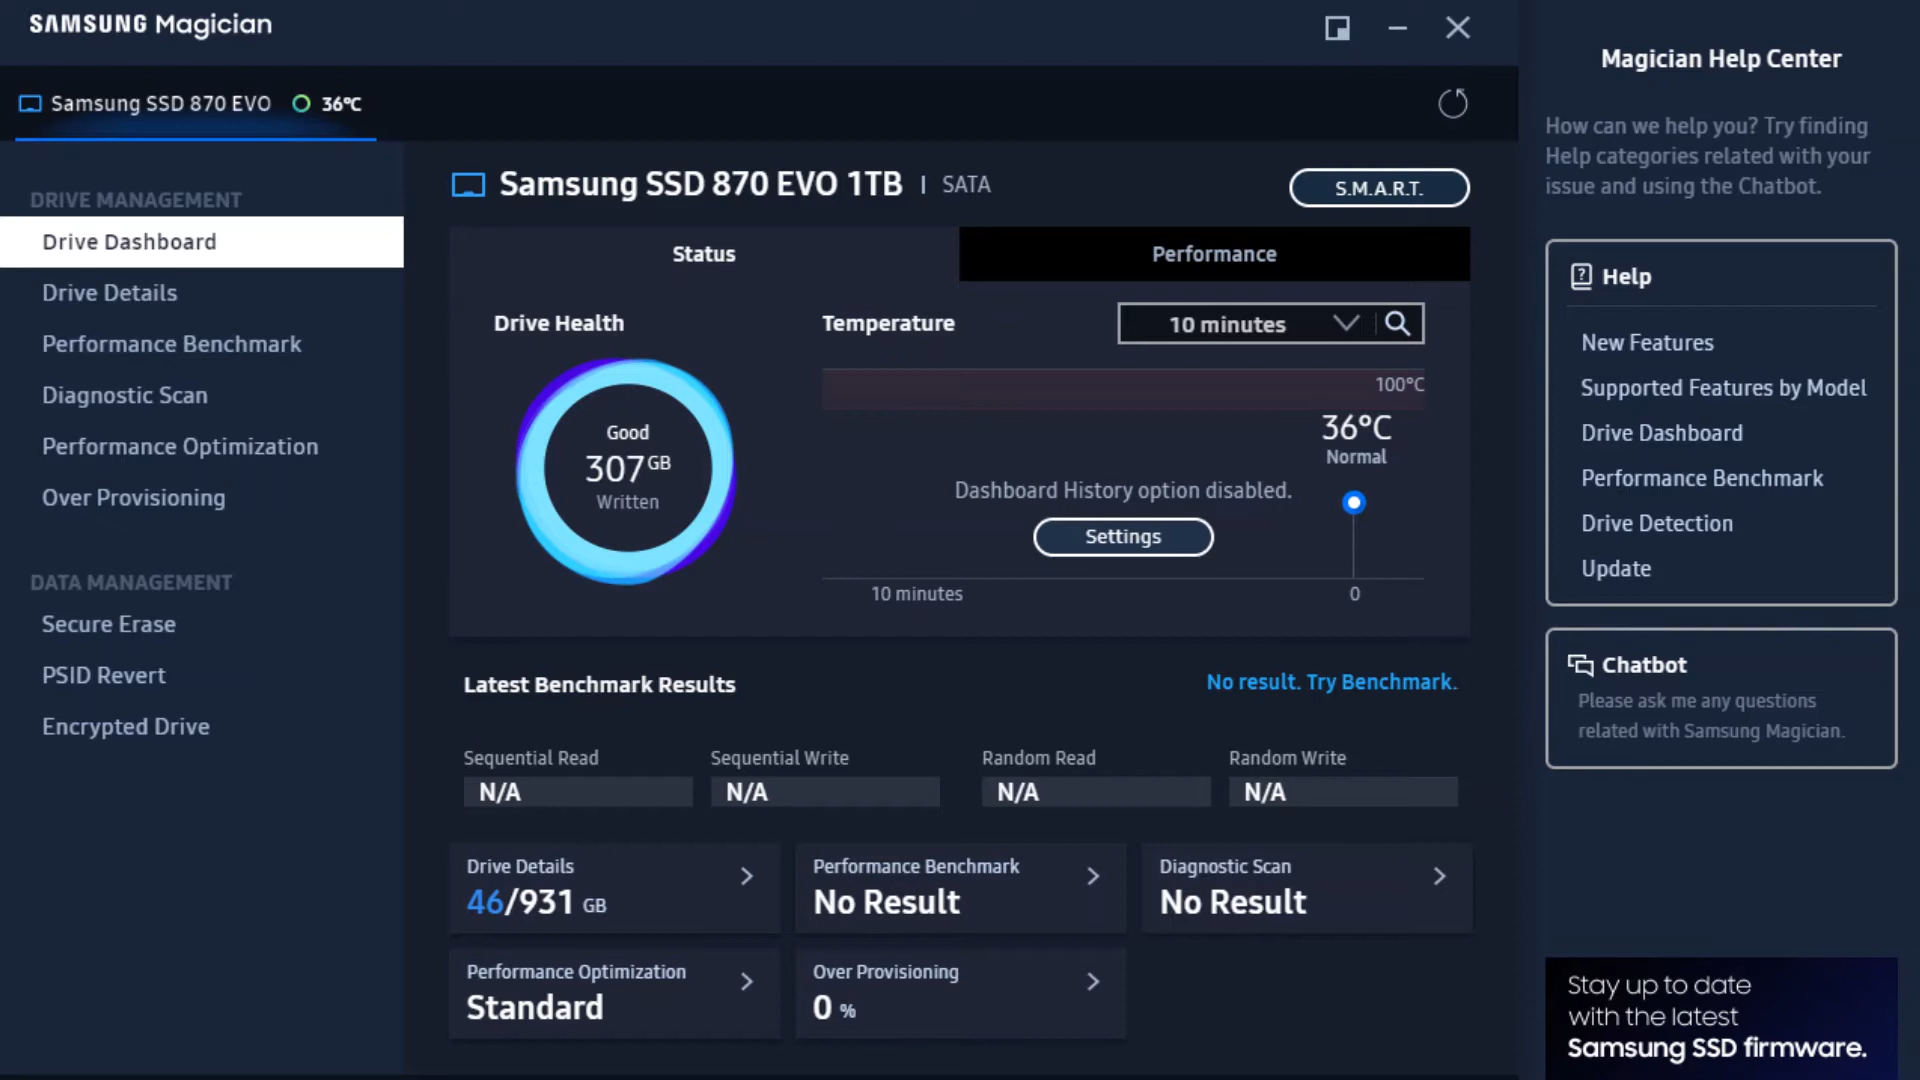 SAMSUNG Magician
Samsung SSD 870 EVO 36°C
DRIVE MANAGEMENT
Drive Dashboard
Drive Details
Performance Benchmark
Diagnostic Scan
Performance Optimization
Over Provisioning
DATA MANAGEMENT
Secure Erase
PSID Revert
Encrypted Drive
Samsung SSD 870 EVO 1TB | SATA
S.M.A.R.T.
Status
Performance
Drive Health
Good
307 GB
Written
Temperature
10 minutes
100°C
36°C
Normal
Dashboard History option disabled.
Settings
10 minutes
0
Latest Benchmark Results
No result. Try Benchmark.
Sequential Read
N/A
Sequential Write
N/A
Random Read
N/A
Random Write
N/A
Drive Details
46/931 GB
Performance Benchmark
No Result
Diagnostic Scan
No Result
Performance Optimization
Standard
Over Provisioning
0 %
Magician Help Center
How can we help you? Try finding
Help categories related with your
issue and using the Chatbot.
Help
New Features
Supported Features by Model
Drive Dashboard
Performance Benchmark
Drive Detection
Update
Chatbot
Please ask me any questions
related with Samsung Magician.
Stay up to date
with the latest
Samsung SSD firmware.